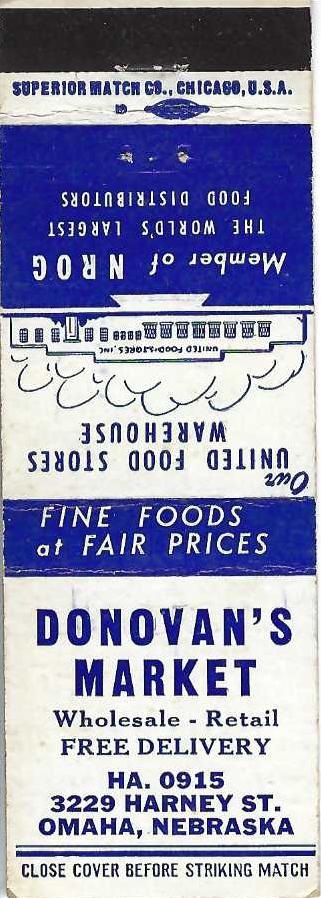 SUPERIOR MATCH CO., CHICAGO, U.S.A.
Our
UNITED FOOD STORES
WAREHOUSE
UNITED FOOD STORES, INC
Member of NROG
THE WORLD'S LARGEST
FOOD DISTRIBUTORS
FINE FOODS
at FAIR PRICES
DONOVAN'S
MARKET
Wholesale - Retail
FREE DELIVERY
HA. 0915
3229 HARNEY ST.
OMAHA, NEBRASKA
CLOSE COVER BEFORE STRIKING MATCH